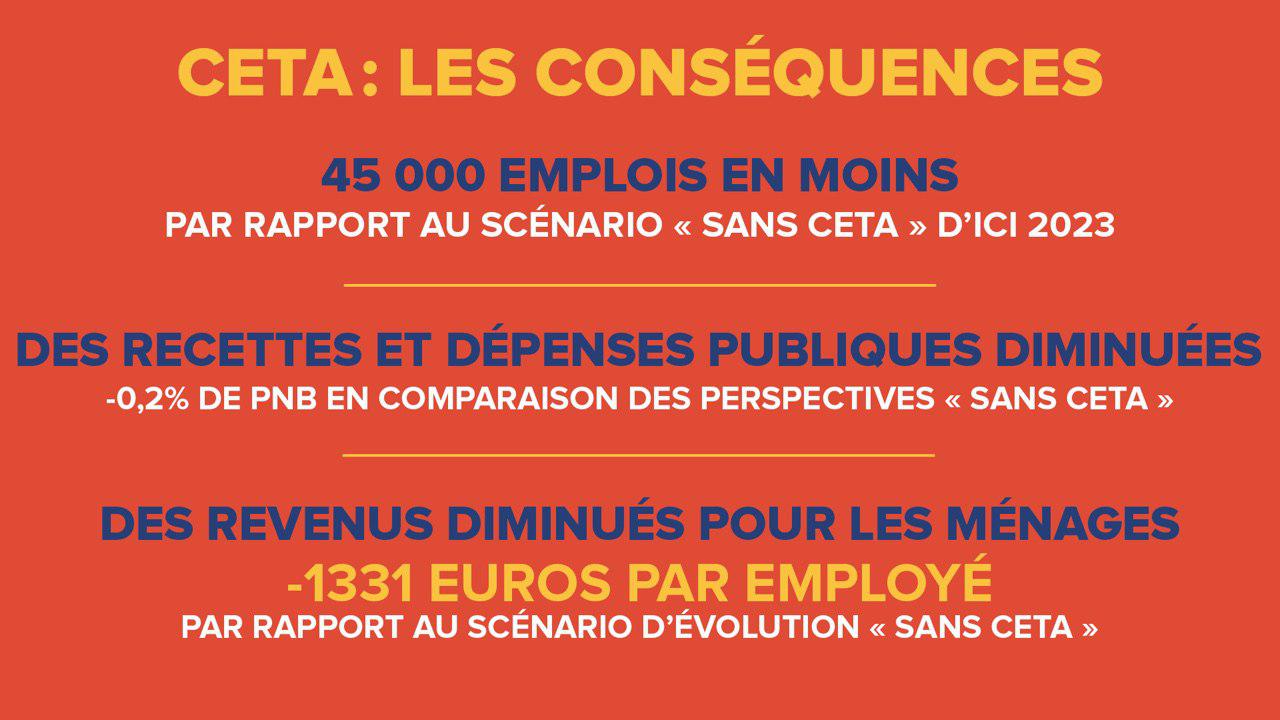 CETA : LES CONSÉQUENCES
45 000 EMPLOIS EN MOINS
PAR RAPPORT AU SCÉNARIO « SANS CETA » D’ICI 2023
DES RECETTES ET DÉPENSES PUBLIQUES DIMINUÉES
-0,2% DE PNB EN COMPARAISON DES PERSPECTIVES « SANS CETA »
DES REVENUS DIMINUÉS POUR LES MÉNAGES
-1331 EUROS PAR EMPLOYÉ
PAR RAPPORT AU SCÉNARIO D’ÉVOLUTION « SANS CETA »